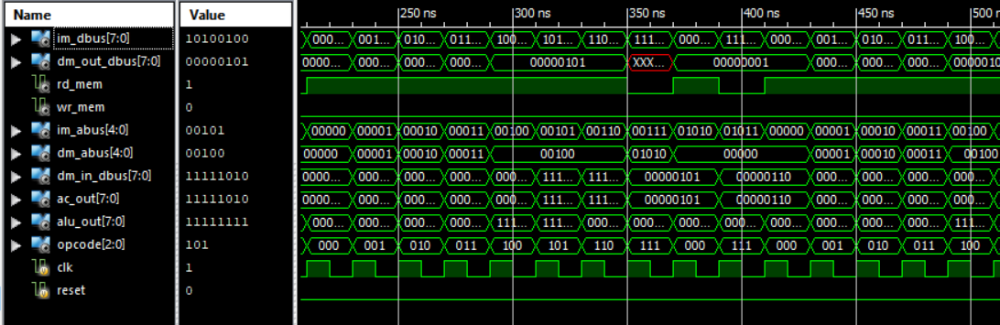 Name Value 250 ns 300 ns 350 ns 400 ns 450 ns 500 n
im_dbus[7:0] 10100100 000... 001... 010... 011... 100... 101... 110... 111... 000... 111... 000... 001... 010... 011... 100...
dm_out_dbus[7:0] 00000101 0000... 000... 000... 000... 00000101 XXX... 00000001 000... 000... 000... 0000010
rd_mem 1
wr_mem 0
im_abus[4:0] 00101 00000 00001 00010 00011 00100 00101 00110 00111 01010 01011 00000 00001 00010 00011 00100
dm_abus[4:0] 00100 00000 00001 00010 00011 00100 01010 00000 00001 00010 00011 00100
dm_in_dbus[7:0] 11111010 0000... 000... 000... 000... 000... 111... 111... 00000101 00000110 000... 000... 000...
ac_out[7:0] 11111010 0000... 000... 000... 000... 000... 111... 111... 00000101 00000110 000... 000... 000...
alu_out[7:0] 11111111 000... 000... 000... 000... 111... 111... 000... 000... 000... 000... 000... 000... 000... 000... 111...
opcode[2:0] 101 000 001 010 011 100 101 110 111 000 111 000 001 010 011 100
clk 1
reset 0